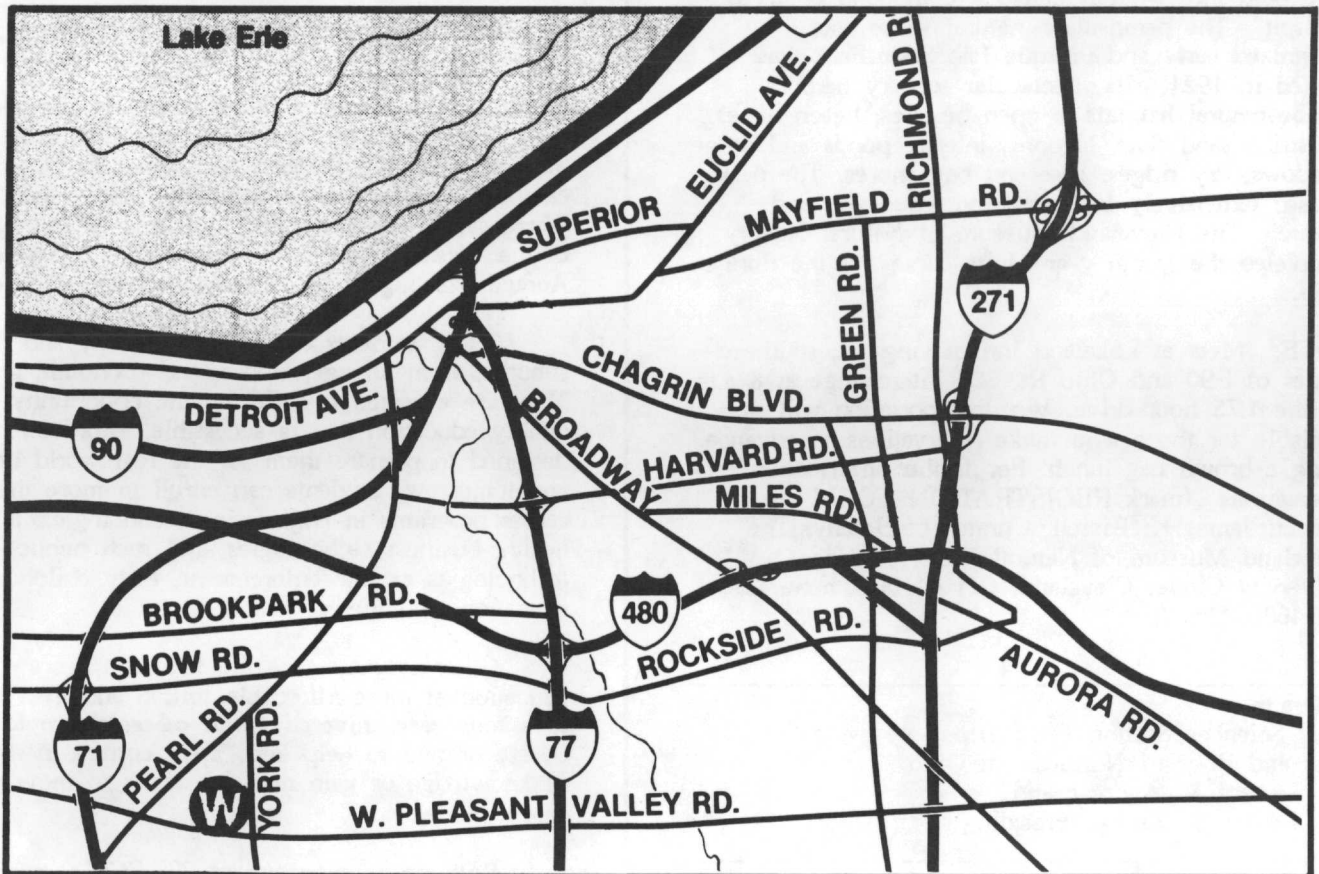 Lake Erie
EUCLID AVE.
RICHMOND R
SUPERIOR
MAYFIELD RD.
GREEN RD.
271
CHAGRIN BLVD.
DETROIT AVE.
90
BROADWAY
HARVARD RD.
MILES RD.
BROOKPARK RD.
480
SNOW RD.
ROCKSIDE RD.
AURORA RD.
71
PEARL RD.
YORK RD.
77
W
W. PLEASANT VALLEY RD.